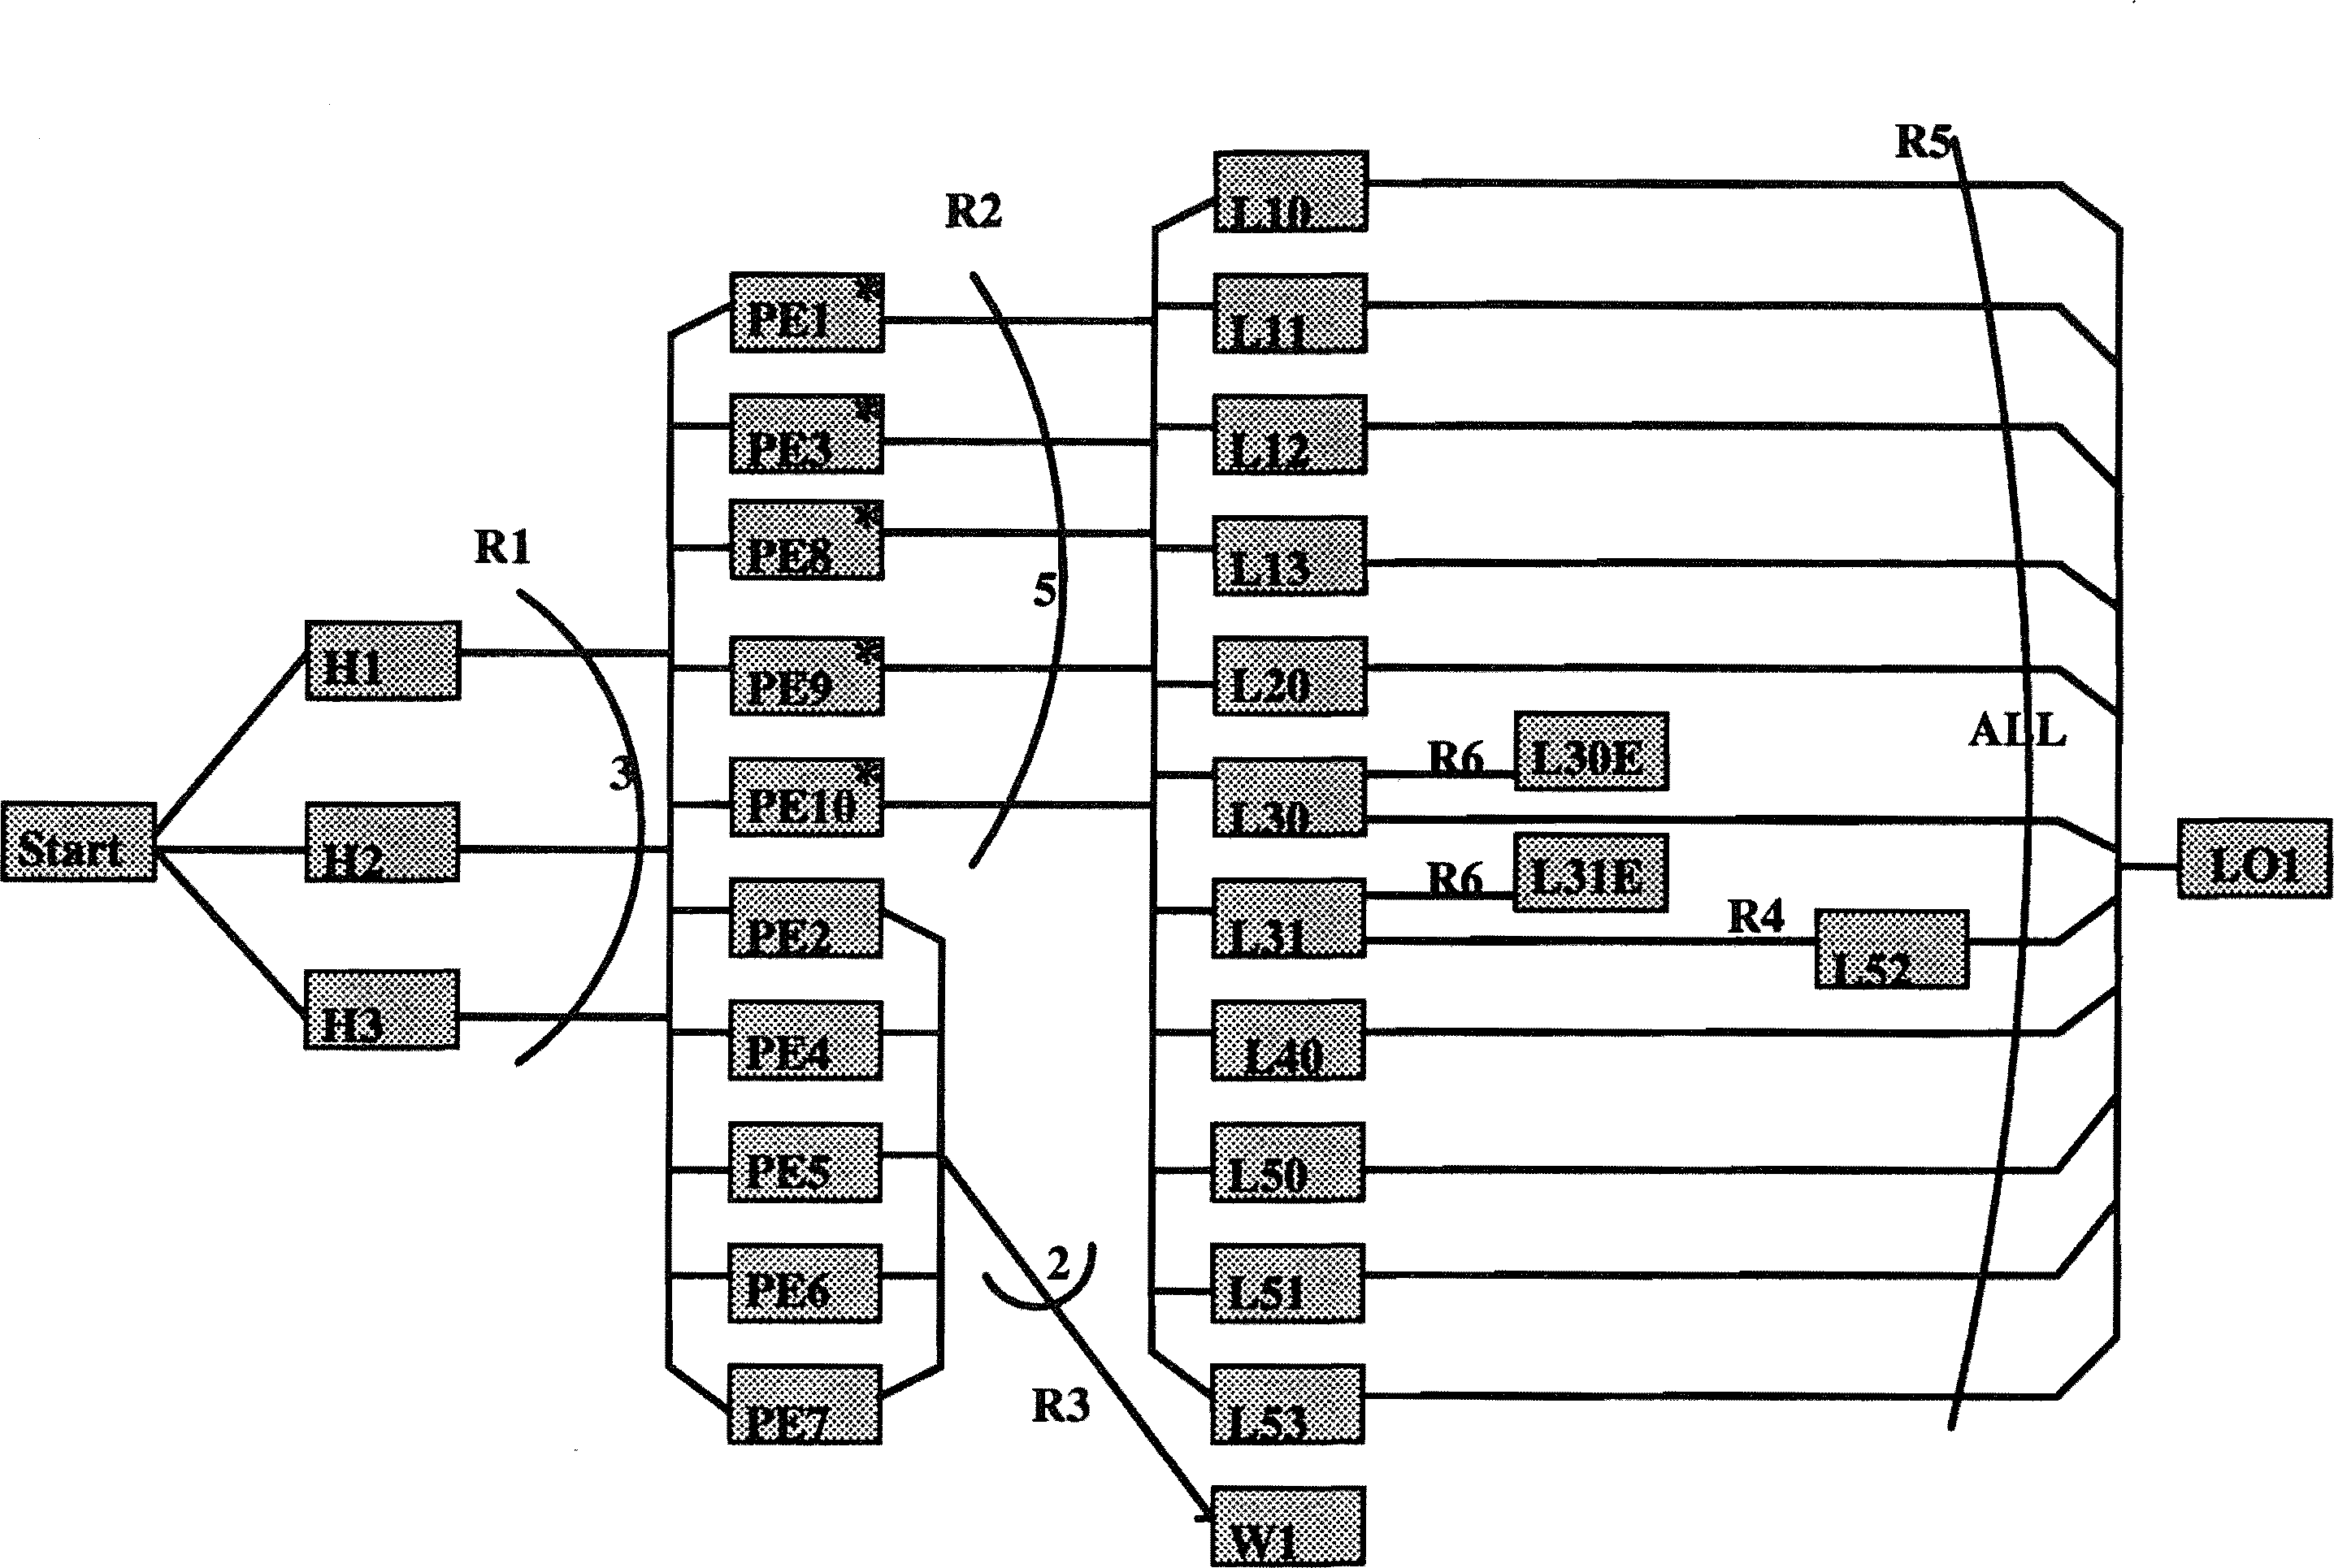 R5
L10
R2
PE1 *
L11
PE3 *
L12
R1
PE8 *
L13
5
H1
PE9 *
L20
ALL
R6 L30E
3
PE10 *
L30
Start
H2
LO1
R6 L31E
PE2
L31
R4
L52
H3
PE4
L40
PE5
L50
2
PE6
L51
R3
PE7
L53
W1